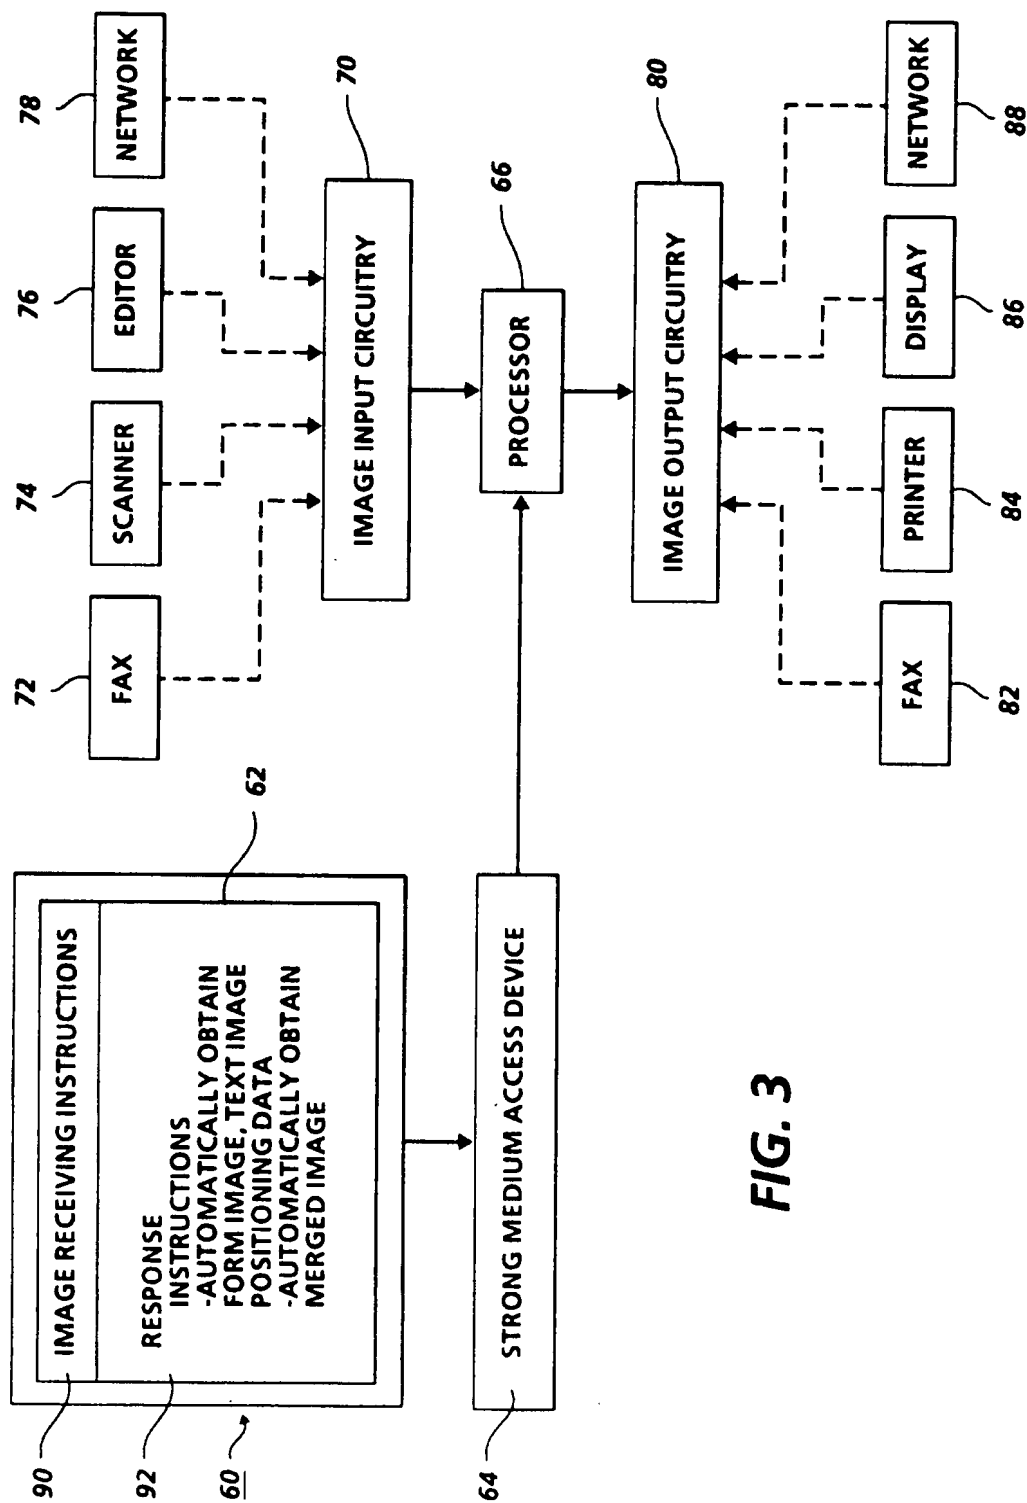 90
IMAGE RECEIVING INSTRUCTIONS
92
RESPONSE
INSTRUCTIONS
-AUTOMATICALLY OBTAIN
FORM IMAGE, TEXT IMAGE
POSITIONING DATA
-AUTOMATICALLY OBTAIN
MERGED IMAGE
60
62
64
STRONG MEDIUM ACCESS DEVICE
72
FAX
74
SCANNER
76
EDITOR
78
NETWORK
70
IMAGE INPUT CIRCUITRY
66
PROCESSOR
80
IMAGE OUTPUT CIRCUITRY
FAX
82
PRINTER
84
DISPLAY
86
NETWORK
88
FIG. 3